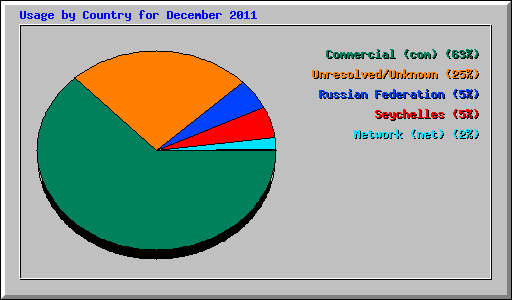 Usage by Country for December 2011
Commercial (com) (63%)
Unresolved/Unknown (25%)
Russian Federation (5%)
Seychelles (5%)
Network (net) (2%)